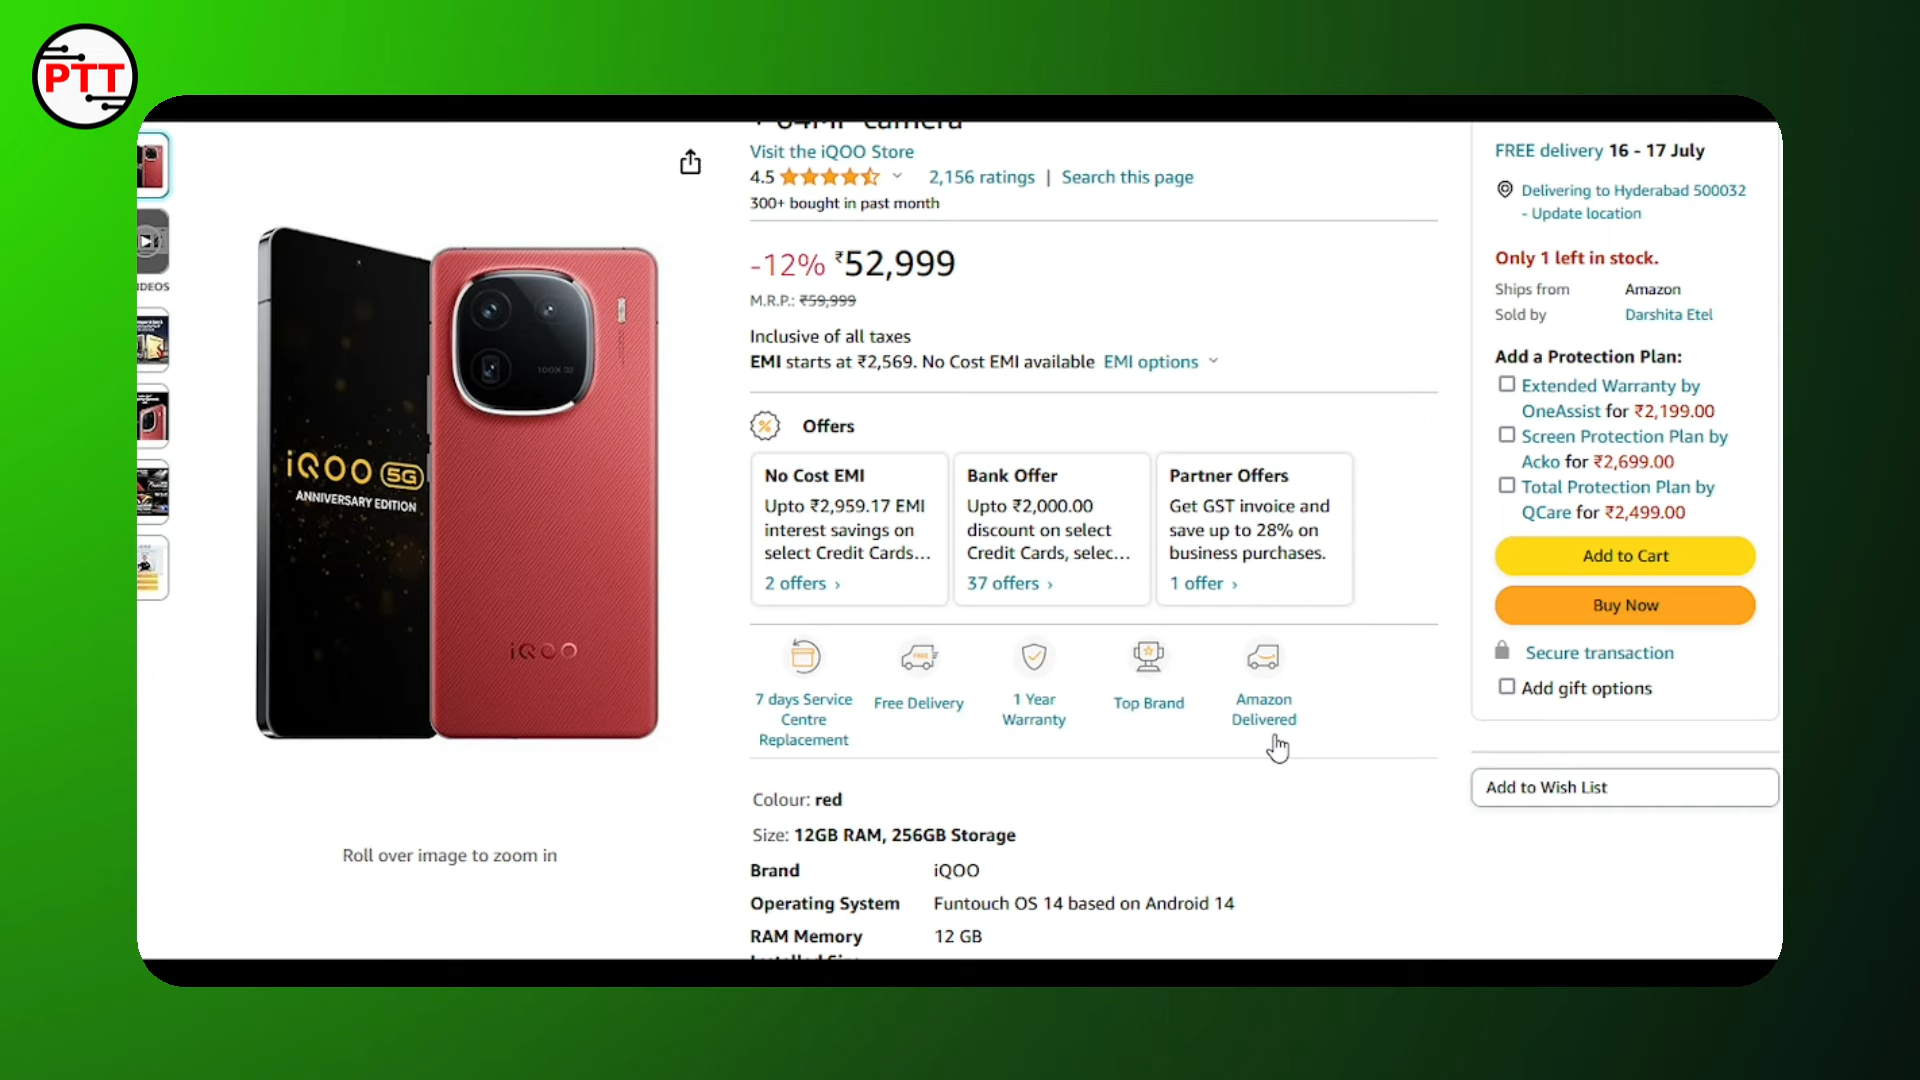 PTT
camera
Visit the iQOO Store
4.5 2,156 ratings | Search this page
300+ bought in past month
-12% ₹52,999
M.R.P.: ₹59,999
Inclusive of all taxes
EMI starts at ₹2,569. No Cost EMI available EMI options
Offers
No Cost EMI
Upto ₹2,959.17 EMI
interest savings on
select Credit Cards...
2 offers ›
Bank Offer
Upto ₹2,000.00
discount on select
Credit Cards, selec...
37 offers ›
Partner Offers
Get GST invoice and
save up to 28% on
business purchases.
1 offer ›
7 days Service
Centre
Replacement
Free Delivery
1 Year
Warranty
Top Brand
Amazon
Delivered
Colour: red
Size: 12GB RAM, 256GB Storage
Brand iQOO
Operating System Funtouch OS 14 based on Android 14
RAM Memory 12 GB
iQOO 5G
ANNIVERSARY EDITION
100X
iQOO
FREE
Roll over image to zoom in
FREE delivery 16 - 17 July
Delivering to Hyderabad 500032
- Update location
Only 1 left in stock.
Ships from Amazon
Sold by Darshita Etel
Add a Protection Plan:
Extended Warranty by
OneAssist for ₹2,199.00
Screen Protection Plan by
Acko for ₹2,699.00
Total Protection Plan by
QCare for ₹2,499.00
Add to Cart
Buy Now
Secure transaction
Add gift options
Add to Wish List